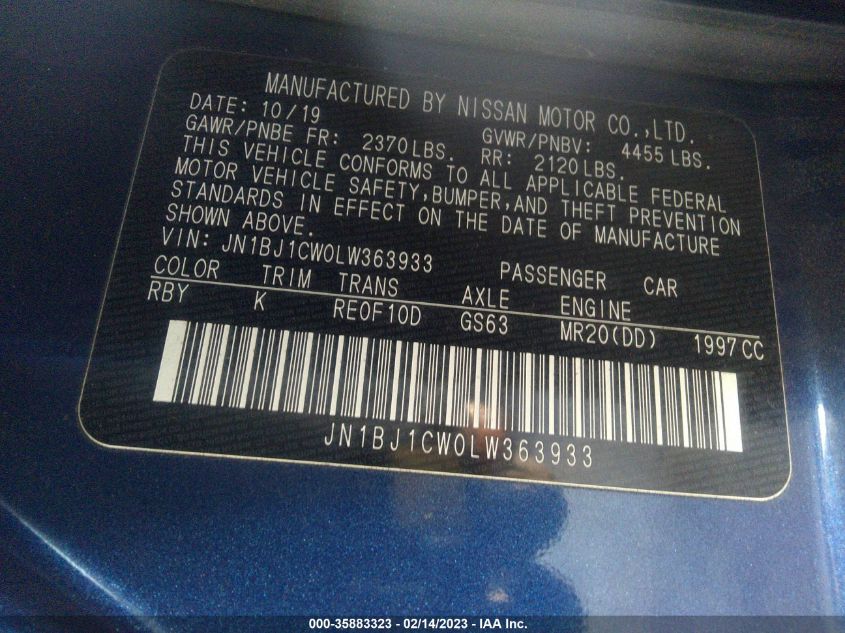 MANUFACTURED BY NISSAN MOTOR CO.,LTD.
DATE: 10/19
GAWR/PNBE FR: 2370LBS. GVWR/PNBV: 4455LBS.
RR: 2120LBS.
THIS VEHICLE CONFORMS TO ALL APPLICABLE FEDERAL
MOTOR VEHICLE SAFETY,BUMPER,AND THEFT PREVENTION
STANDARDS IN EFFECT ON THE DATE OF MANUFACTURE
SHOWN ABOVE.
VIN: JN1BJ1CW0LW363933 PASSENGER CAR
COLOR TRIM TRANS AXLE ENGINE
RBY K RE0F10D GS63 MR20(DD) 1997CC
JN1BJ1CW0LW363933
000-35883323 - 02/14/2023 - IAA Inc.